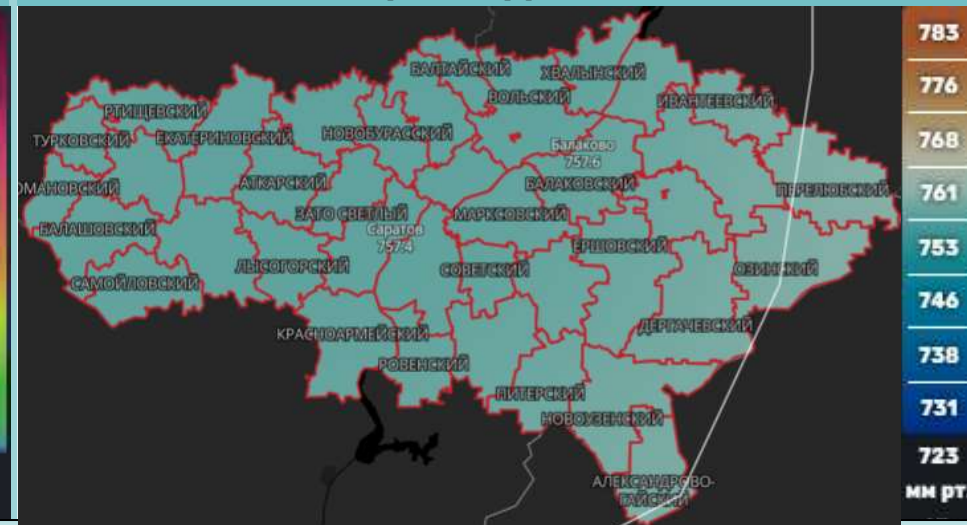 БАЛТАЙСКИЙ
ХВАЛЫНСКИЙ
ВОЛЬСКИЙ
ИВАНТЕЕВСКИЙ
РТИЩЕВСКИЙ
ТУРКОВСКИЙ
ЕКАТЕРИНОВСКИЙ
НОВОБУРАССКИЙ
Балаково
757.6
ОМАНОВСКИЙ
АТКАРСКИЙ
БАЛАКОВСКИЙ
ПЕРЕЛЮБСКИЙ
БАЛАШОВСКИЙ
ЗАТО СВЕТЛЫЙ
Саратов
757.4
МАРКСОВСКИЙ
ЕРШОВСКИЙ
САМОЙЛОВСКИЙ
ЛЫСОГОРСКИЙ
СОВЕТСКИЙ
ОЗИНСКИЙ
КРАСНОАРМЕЙСКИЙ
ДЕРГАЧЕВСКИЙ
РОВЕНСКИЙ
ПИТЕРСКИЙ
НОВОУЗЕНСКИЙ
АЛЕКСАНДРОВО-
ГАЙСКИЙ
783
776
768
761
753
746
738
731
723
мм рт.